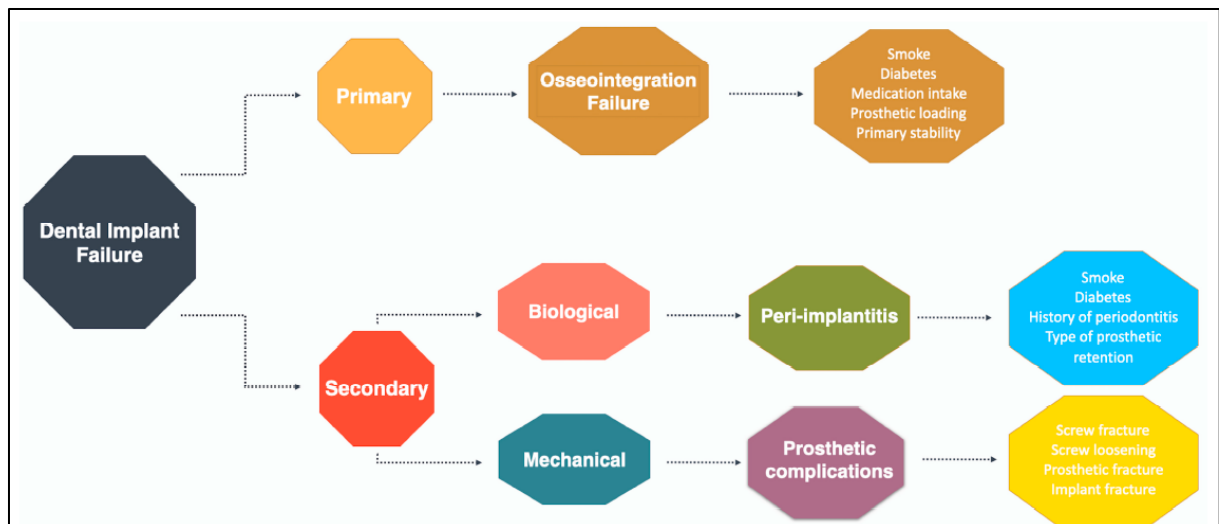 Dental Implant
Failure
Primary
Osseointegration
Failure
Smoke
Diabetes
Medication intake
Prosthetic loading
Primary stability
Secondary
Biological
Peri-implantitis
Smoke
Diabetes
History of periodontitis
Type of prosthetic
retention
Mechanical
Prosthetic
complications
Screw fracture
Screw loosening
Prosthetic fracture
Implant fracture